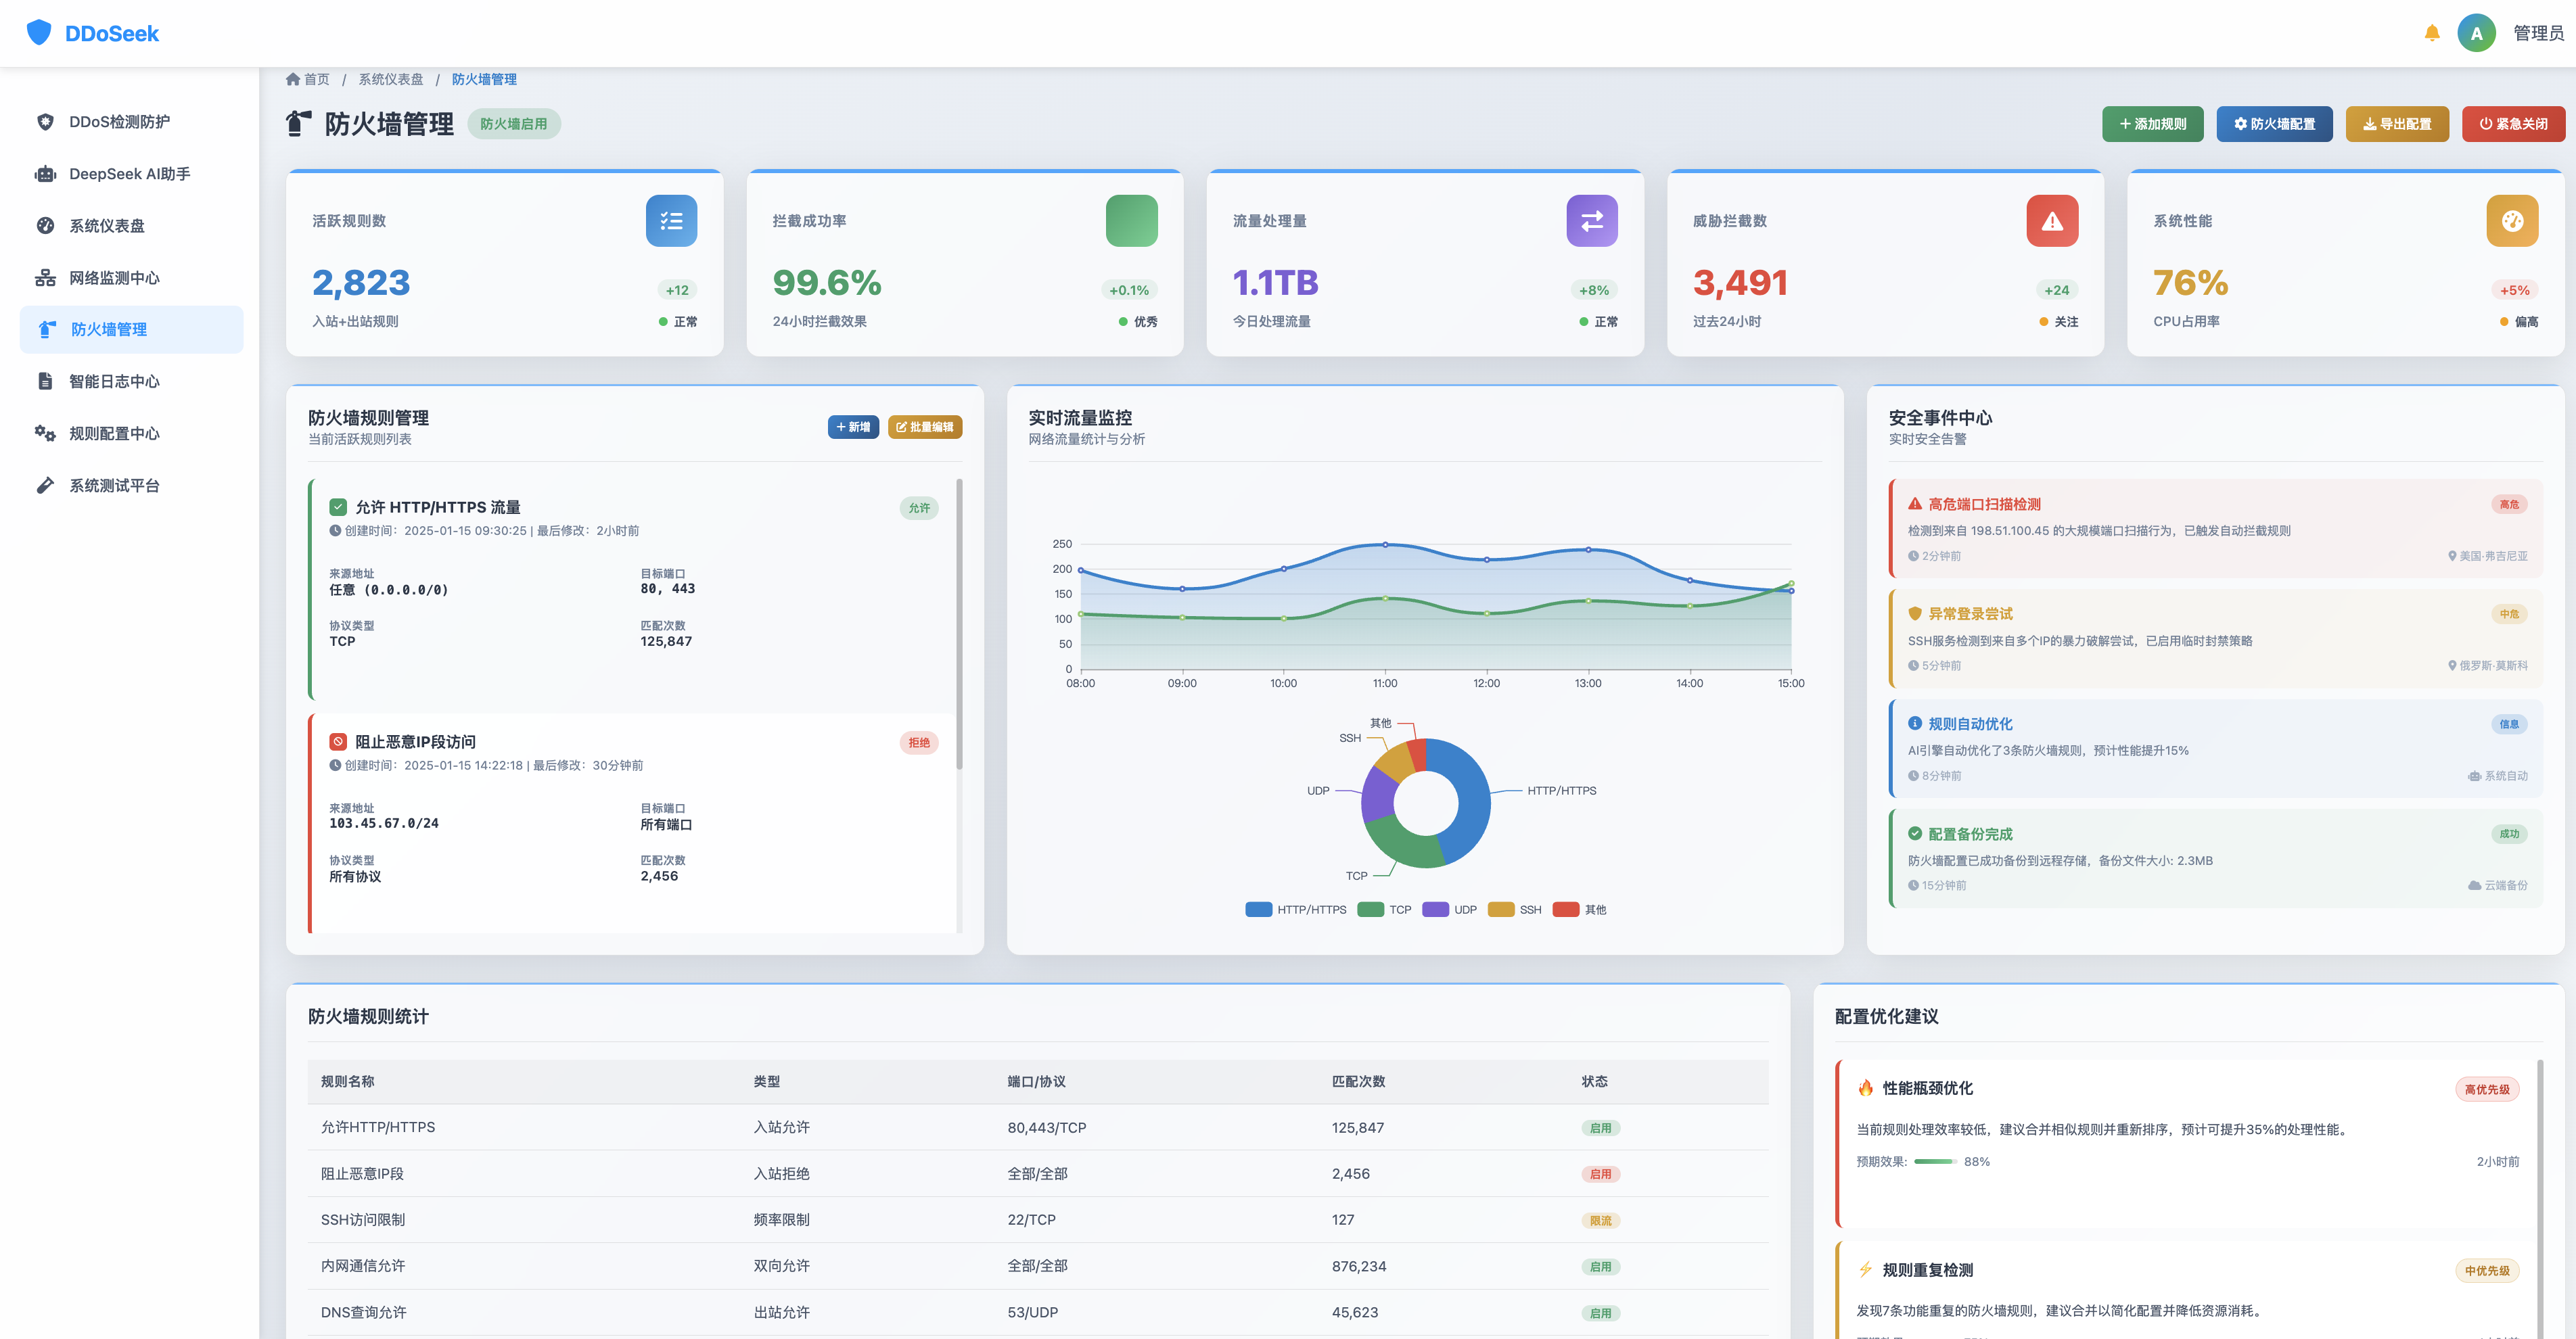 DDoSeek
A
管理员
DDoS检测防护
DeepSeek AI助手
系统仪表盘
网络监测中心
防火墙管理
智能日志中心
规则配置中心
系统测试平台
首页 / 系统仪表盘 / 防火墙管理
防火墙管理 防火墙启用
添加规则 防火墙配置 导出配置 紧急关闭
活跃规则数
2,823 +12
入站+出站规则 正常
拦截成功率
99.6% +0.1%
24小时拦截效果 优秀
流量处理量
1.1TB +8%
今日处理流量 正常
威胁拦截数
3,491 +24
过去24小时 关注
系统性能
76% +5%
CPU占用率 偏高
防火墙规则管理
当前活跃规则列表
新增 批量编辑
允许 HTTP/HTTPS 流量 允许
创建时间：2025-01-15 09:30:25 | 最后修改：2小时前
来源地址 目标端口
任意 (0.0.0.0/0) 80, 443
协议类型 匹配次数
TCP 125,847
阻止恶意IP段访问 拒绝
创建时间：2025-01-15 14:22:18 | 最后修改：30分钟前
来源地址 目标端口
103.45.67.0/24 所有端口
协议类型 匹配次数
所有协议 2,456
实时流量监控
网络流量统计与分析
250
200
150
100
50
0
08:00 09:00 10:00 11:00 12:00 13:00 14:00 15:00
其他
SSH
UDP
HTTP/HTTPS
TCP
HTTP/HTTPS TCP UDP SSH 其他
安全事件中心
实时安全告警
高危端口扫描检测 高危
检测到来自 198.51.100.45 的大规模端口扫描行为，已触发自动拦截规则
2分钟前 美国·弗吉尼亚
异常登录尝试 中危
SSH服务检测到来自多个IP的暴力破解尝试，已启用临时封禁策略
5分钟前 俄罗斯·莫斯科
规则自动优化 信息
AI引擎自动优化了3条防火墙规则，预计性能提升15%
8分钟前 系统自动
配置备份完成 成功
防火墙配置已成功备份到远程存储，备份文件大小: 2.3MB
15分钟前 云端备份
防火墙规则统计
规则名称 类型 端口/协议 匹配次数 状态
允许HTTP/HTTPS 入站允许 80,443/TCP 125,847 启用
阻止恶意IP段 入站拒绝 全部/全部 2,456 启用
SSH访问限制 频率限制 22/TCP 127 限流
内网通信允许 双向允许 全部/全部 876,234 启用
DNS查询允许 出站允许 53/UDP 45,623 启用
配置优化建议
性能瓶颈优化 高优先级
当前规则处理效率较低，建议合并相似规则并重新排序，预计可提升35%的处理性能。
预期效果: 88% 2小时前
规则重复检测 中优先级
发现7条功能重复的防火墙规则，建议合并以简化配置并降低资源消耗。